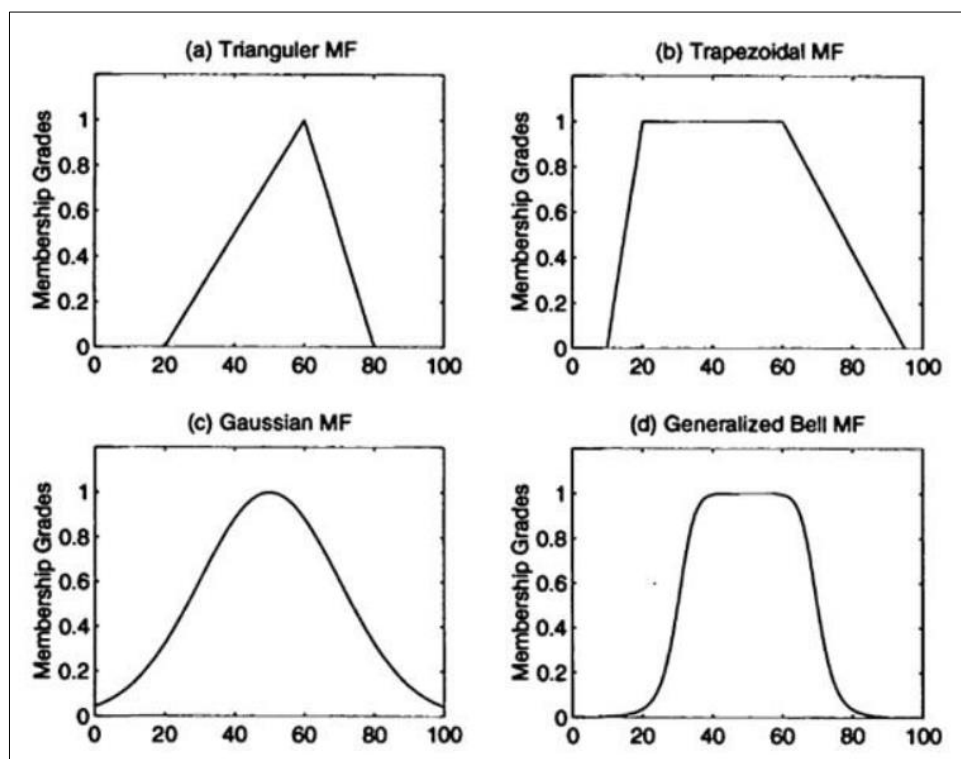 (a) Trianguler MF
Membership Grades
1
0.8
0.6
0.4
0.2
0
0 20 40 60 80 100
(b) Trapezoidal MF
Membership Grades
1
0.8
0.6
0.4
0.2
0
0 20 40 60 80 100
(c) Gaussian MF
Membership Grades
1
0.8
0.6
0.4
0.2
0
0 20 40 60 80 100
(d) Generalized Bell MF
Membership Grades
1
0.8
0.6
0.4
0.2
0
0 20 40 60 80 100